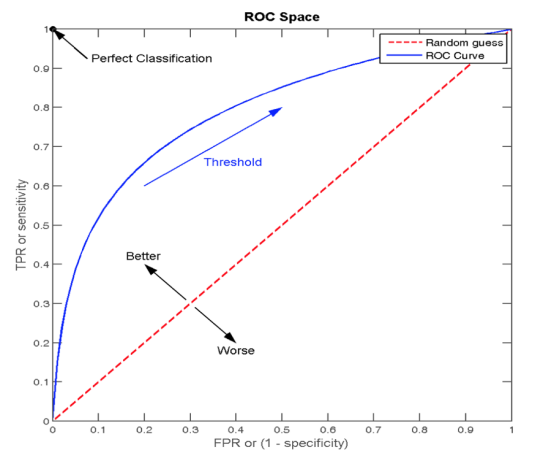 ROC Space
1
Perfect Classification
Random guess
ROC Curve
0.9
0.8
Threshold
0.7
0.6
0.5
Better
0.4
0.3
0.2
Worse
0.1
0
TPR or sensitivity
0 0.1 0.2 0.3 0.4 0.5 0.6 0.7 0.8 0.9 1
FPR or (1 - specificity)